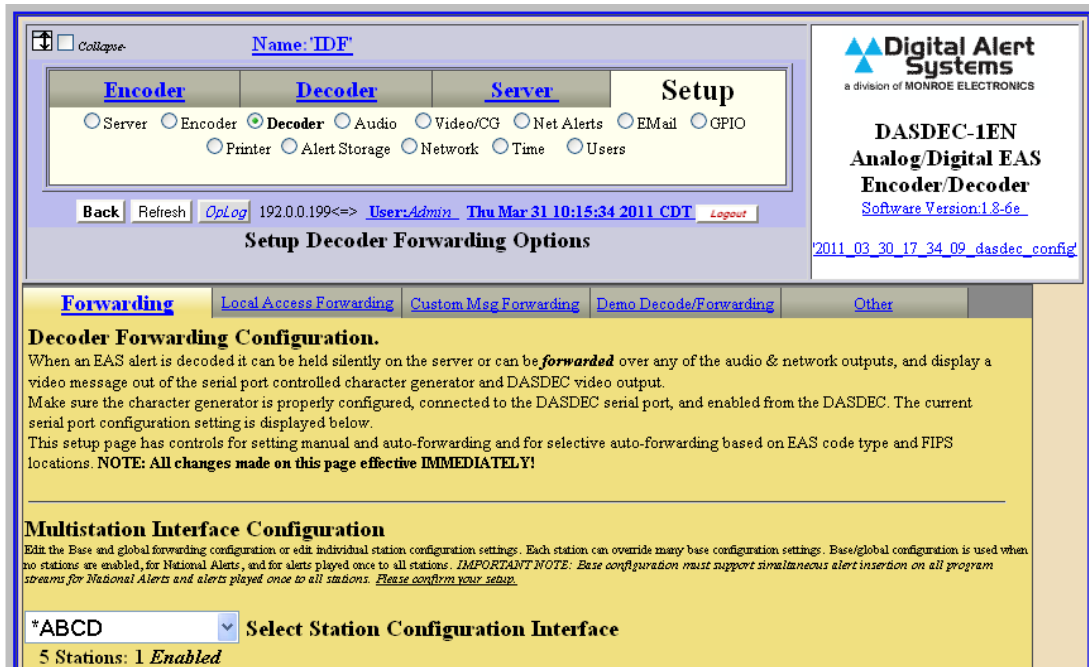 Collapse-
Name:'IDF'
Encoder Decoder Server Setup
Server Encoder Decoder Audio Video/CG Net Alerts EMail GPIO
Printer Alert Storage Network Time Users
Back Refresh OpLog 192.0.0.199<=> User:Admin Thu Mar 31 10:15:34 2011 CDT Logout
Setup Decoder Forwarding Options
Digital Alert
Systems
a division of MONROE ELECTRONICS
DASDEC-1EN
Analog/Digital EAS
Encoder/Decoder
Software Version:1.8-6e
'2011_03_30_17_34_09_dasdec_config'
Forwarding Local Access Forwarding Custom Msg Forwarding Demo Decode/Forwarding Other
Decoder Forwarding Configuration.
When an EAS alert is decoded it can be held silently on the server or can be forwarded over any of the audio & network outputs, and display a
video message out of the serial port controlled character generator and DASDEC video output.
Make sure the character generator is properly configured, connected to the DASDEC serial port, and enabled from the DASDEC. The current
serial port configuration setting is displayed below.
This setup page has controls for setting manual and auto-forwarding and for selective auto-forwarding based on EAS code type and FIPS
locations. NOTE: All changes made on this page effective IMMEDIATELY!
Multistation Interface Configuration
Edit the Base and global forwarding configuration or edit individual station configuration settings. Each station can override many base configuration settings. Base/global configuration is used when
no stations are enabled, for National Alerts, and for alerts played once to all stations. IMPORTANT NOTE: Base configuration must support simultaneous alert insertion on all program
streams for National Alerts and alerts played once to all stations. Please confirm your setup.
*ABCD Select Station Configuration Interface
5 Stations: 1 Enabled